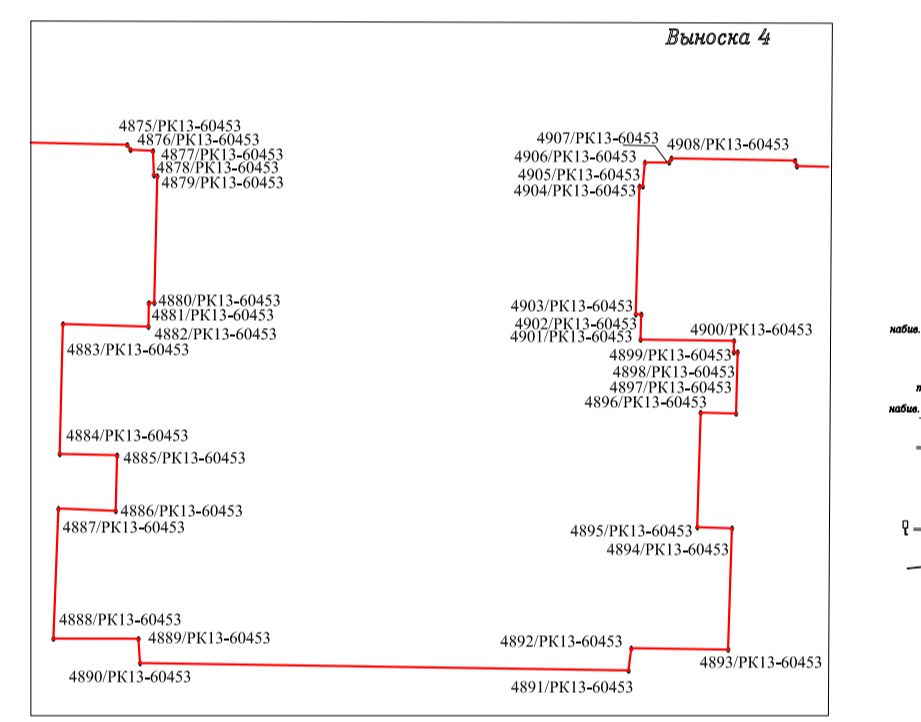 Выноска 4
4875/РК13-60453
4876/РК13-60453
4877/РК13-60453
4878/РК13-60453
4879/РК13-60453
4880/РК13-60453
4881/РК13-60453
4882/РК13-60453
4883/РК13-60453
4884/РК13-60453
4885/РК13-60453
4886/РК13-60453
4887/РК13-60453
4888/РК13-60453
4889/РК13-60453
4890/РК13-60453
4907/РК13-60453
4908/РК13-60453
4906/РК13-60453
4905/РК13-60453
4904/РК13-60453
4903/РК13-60453
4902/РК13-60453
4901/РК13-60453
4900/РК13-60453
4899/РК13-60453
4898/РК13-60453
4897/РК13-60453
4896/РК13-60453
4895/РК13-60453
4894/РК13-60453
4892/РК13-60453
4893/РК13-60453
4891/РК13-60453
набив.
набив.